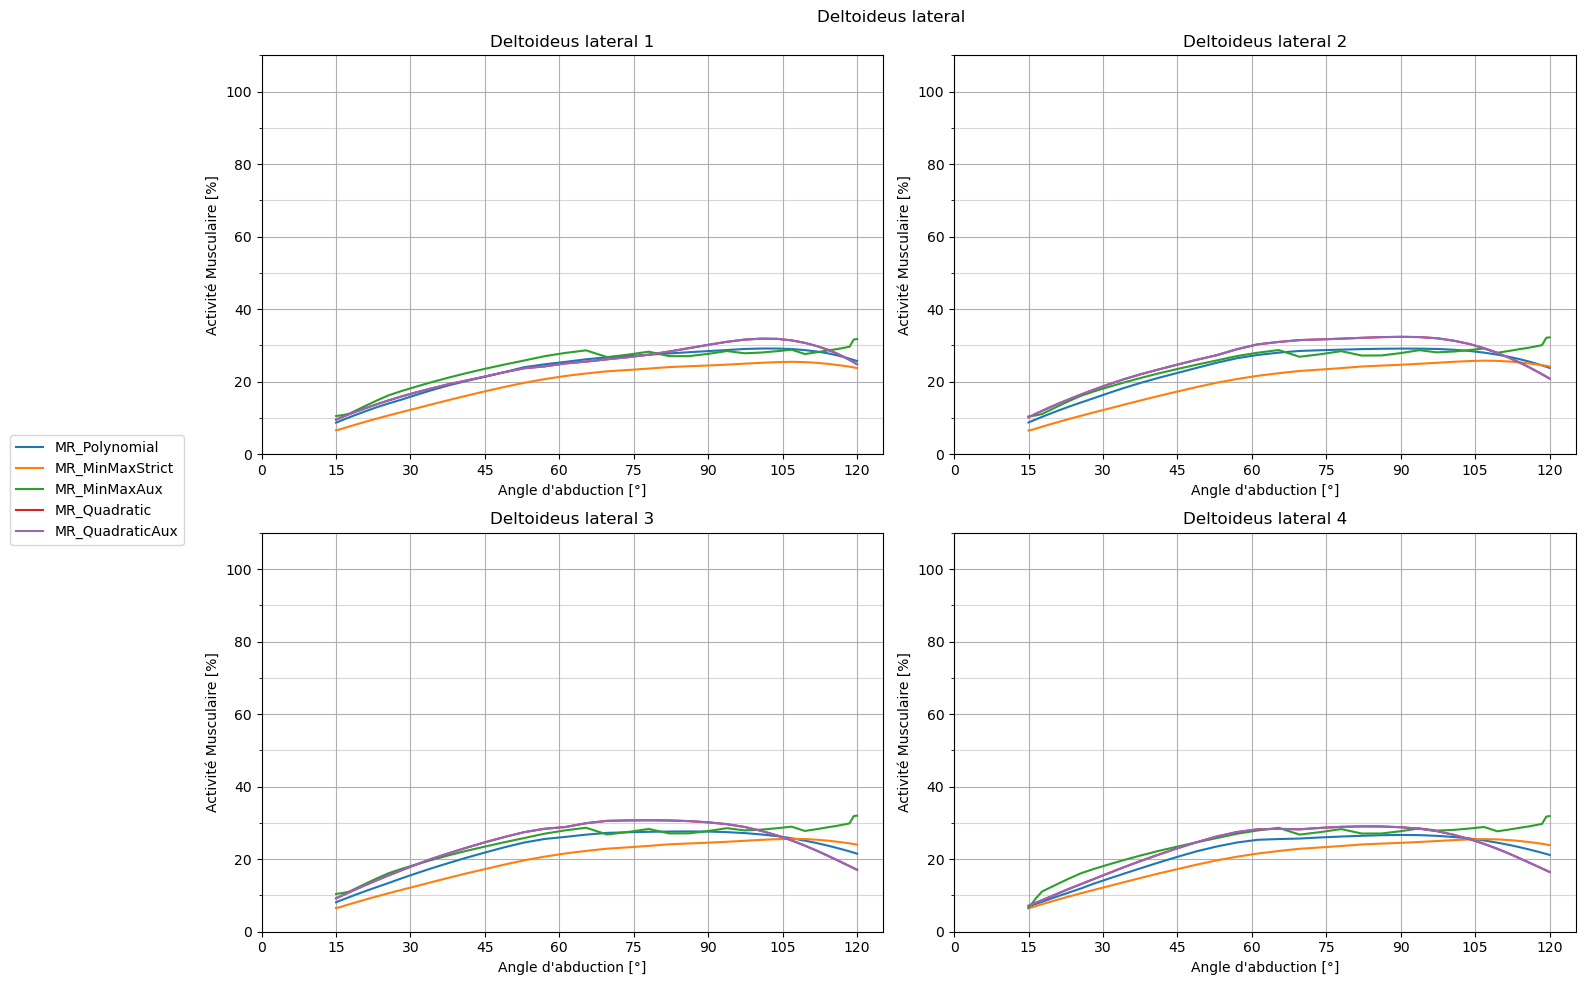 Deltoideus lateral
Deltoideus lateral 1
100
80
60
40
20
0
Activité Musculaire [%]
0 15 30 45 60 75 90 105 120
Angle d'abduction [°]
Deltoideus lateral 2
100
80
60
40
20
0
Activité Musculaire [%]
0 15 30 45 60 75 90 105 120
Angle d'abduction [°]
MR_Polynomial
MR_MinMaxStrict
MR_MinMaxAux
MR_Quadratic
MR_QuadraticAux
Deltoideus lateral 3
100
80
60
40
20
0
Activité Musculaire [%]
0 15 30 45 60 75 90 105 120
Angle d'abduction [°]
Deltoideus lateral 4
100
80
60
40
20
0
Activité Musculaire [%]
0 15 30 45 60 75 90 105 120
Angle d'abduction [°]